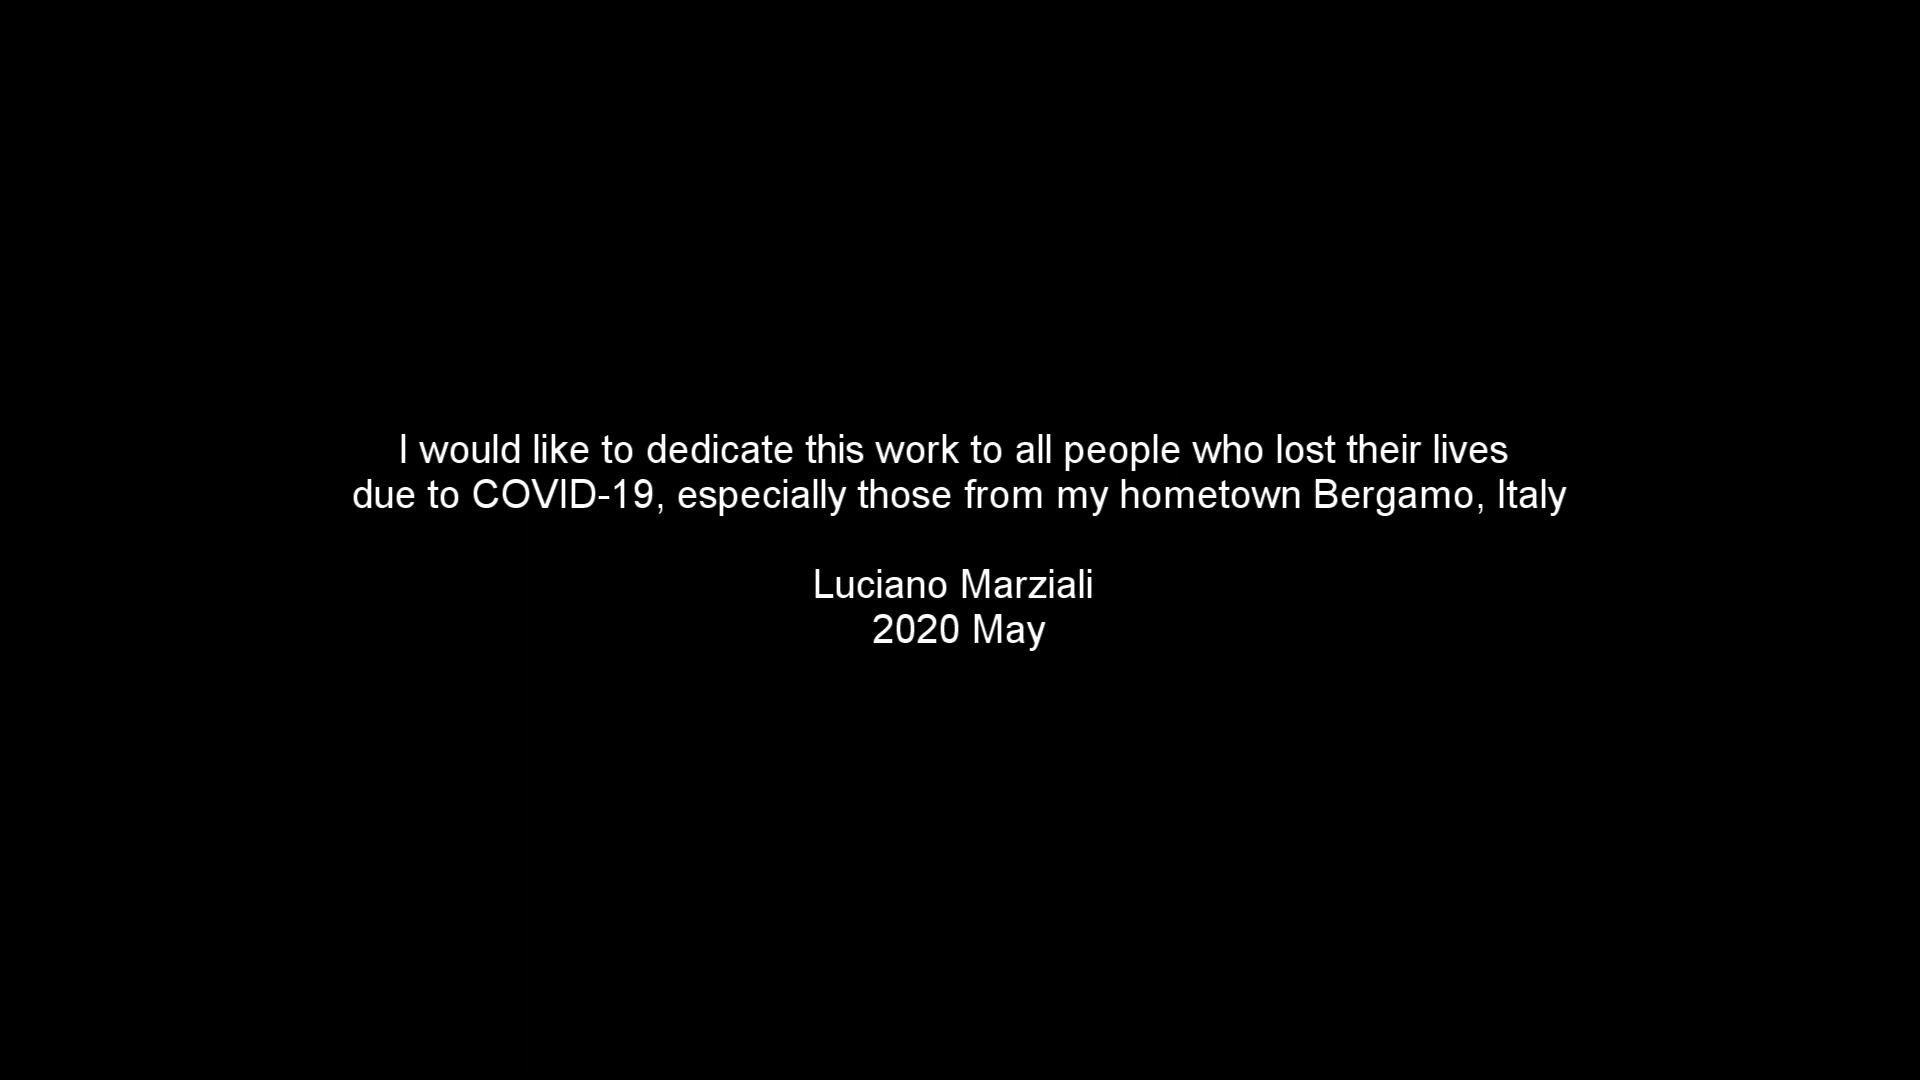 I would like to dedicate this work to all people who lost their lives
due to COVID-19, especially those from my hometown Bergamo, Italy
Luciano Marziali
2020 May